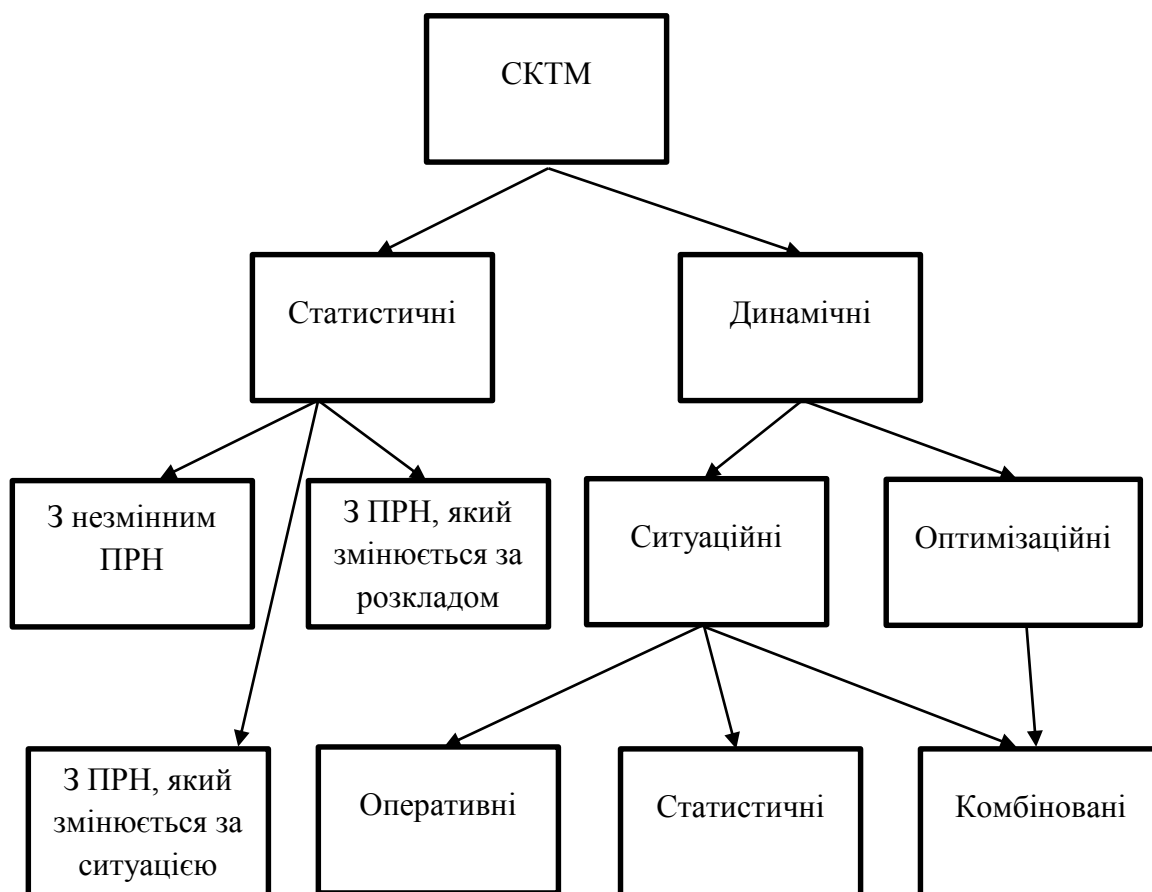 СКТМ
Статистичні
Динамічні
З незмінним
ПРН
З ПРН, який
змінюється за
розкладом
Ситуаційні
Оптимізаційні
З ПРН, який
змінюється за
ситуацією
Оперативні
Статистичні
Комбіновані